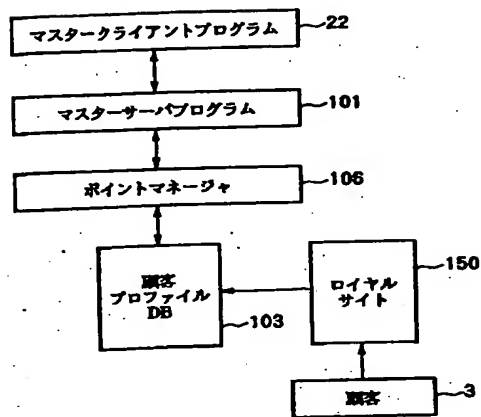 マスタークライアントプログラム
22
マスターサーバプログラム
101
ポイントマネージャ
106
顧客
プロファイル
DB
103
ロイヤル
サイト
150
顧客
3